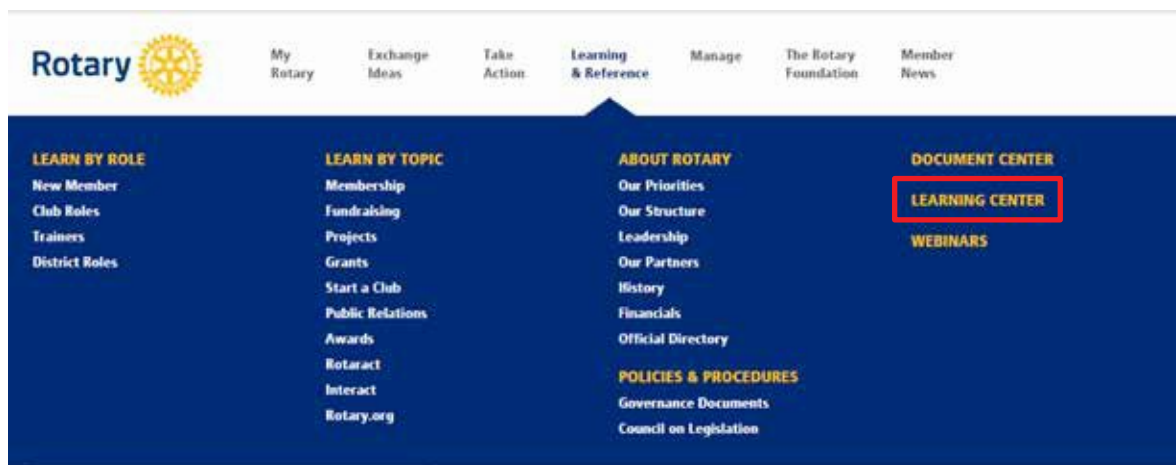 Rotary
My
Rotary
Exchange
Ideas
Take
Action
Learning
& Reference
Manage
The Rotary
Foundation
Member
News
LEARN BY ROLE
New Member
Club Roles
Trainers
District Roles
LEARN BY TOPIC
Membership
Fundraising
Projects
Grants
Start a Club
Public Relations
Awards
Rotaract
Interact
Rotary.org
ABOUT ROTARY
Our Priorities
Our Structure
Leadership
Our Partners
History
Financials
Official Directory
POLICIES & PROCEDURES
Governance Documents
Council on Legislation
DOCUMENT CENTER
LEARNING CENTER
WEBINARS